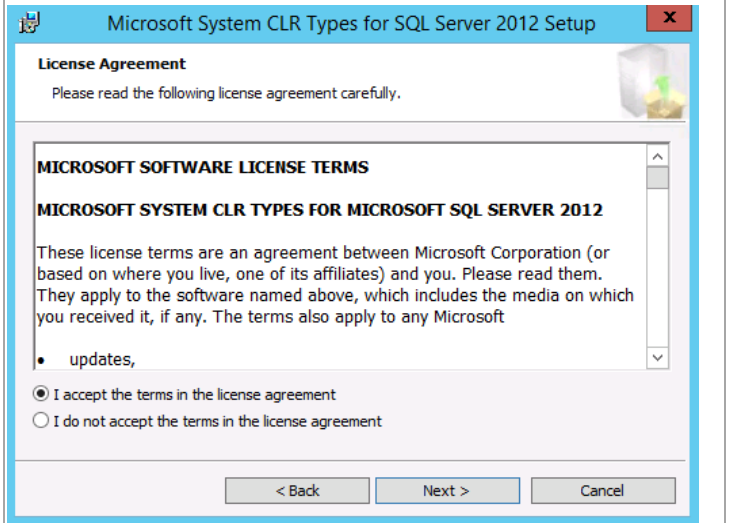 Microsoft System CLR Types for SQL Server 2012 Setup
x
License Agreement
Please read the following license agreement carefully.
MICROSOFT SOFTWARE LICENSE TERMS
MICROSOFT SYSTEM CLR TYPES FOR MICROSOFT SQL SERVER 2012
These license terms are an agreement between Microsoft Corporation (or
based on where you live, one of its affiliates) and you. Please read them.
They apply to the software named above, which includes the media on which
you received it, if any. The terms also apply to any Microsoft
• updates,
I accept the terms in the license agreement
I do not accept the terms in the license agreement
< Back
Next >
Cancel